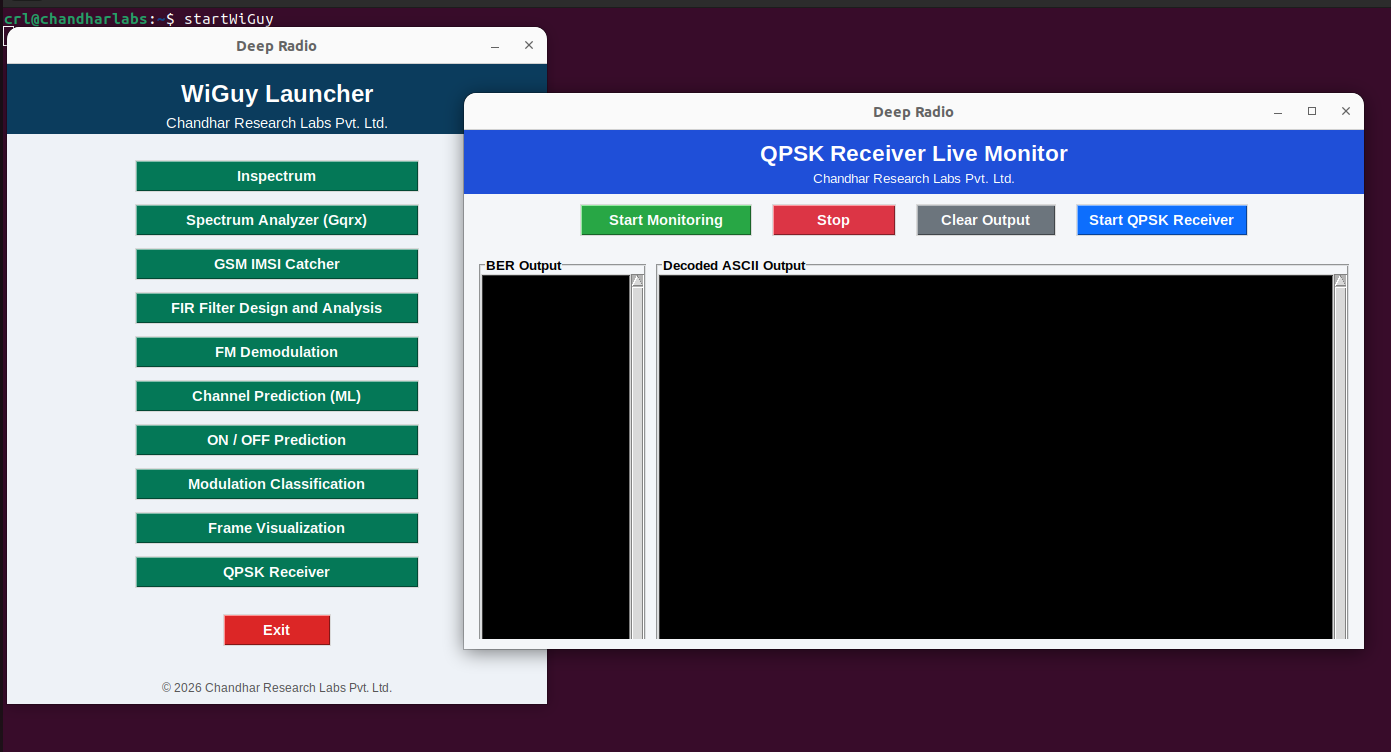 crl@chandharlabs:~$ startWiGuy
Deep Radio
WiGuy Launcher
Chandhar Research Labs Pvt. Ltd.
Inspectrum
Spectrum Analyzer (Gqrx)
GSM IMSI Catcher
FIR Filter Design and Analysis
FM Demodulation
Channel Prediction (ML)
ON / OFF Prediction
Modulation Classification
Frame Visualization
QPSK Receiver
Exit
© 2026 Chandhar Research Labs Pvt. Ltd.
Deep Radio
QPSK Receiver Live Monitor
Chandhar Research Labs Pvt. Ltd.
Start Monitoring Stop Clear Output Start QPSK Receiver
BER Output Decoded ASCII Output